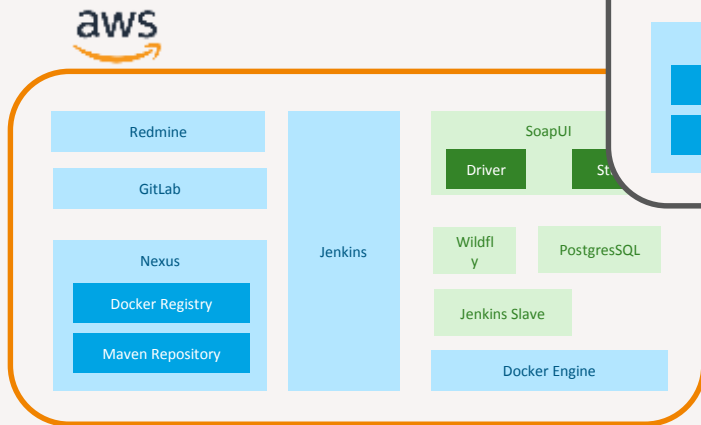 aws
Redmine
GitLab
Nexus
Docker Registry
Maven Repository
Jenkins
SoapUI
Driver
Wildfl
y
PostgresSQL
Jenkins Slave
Docker Engine